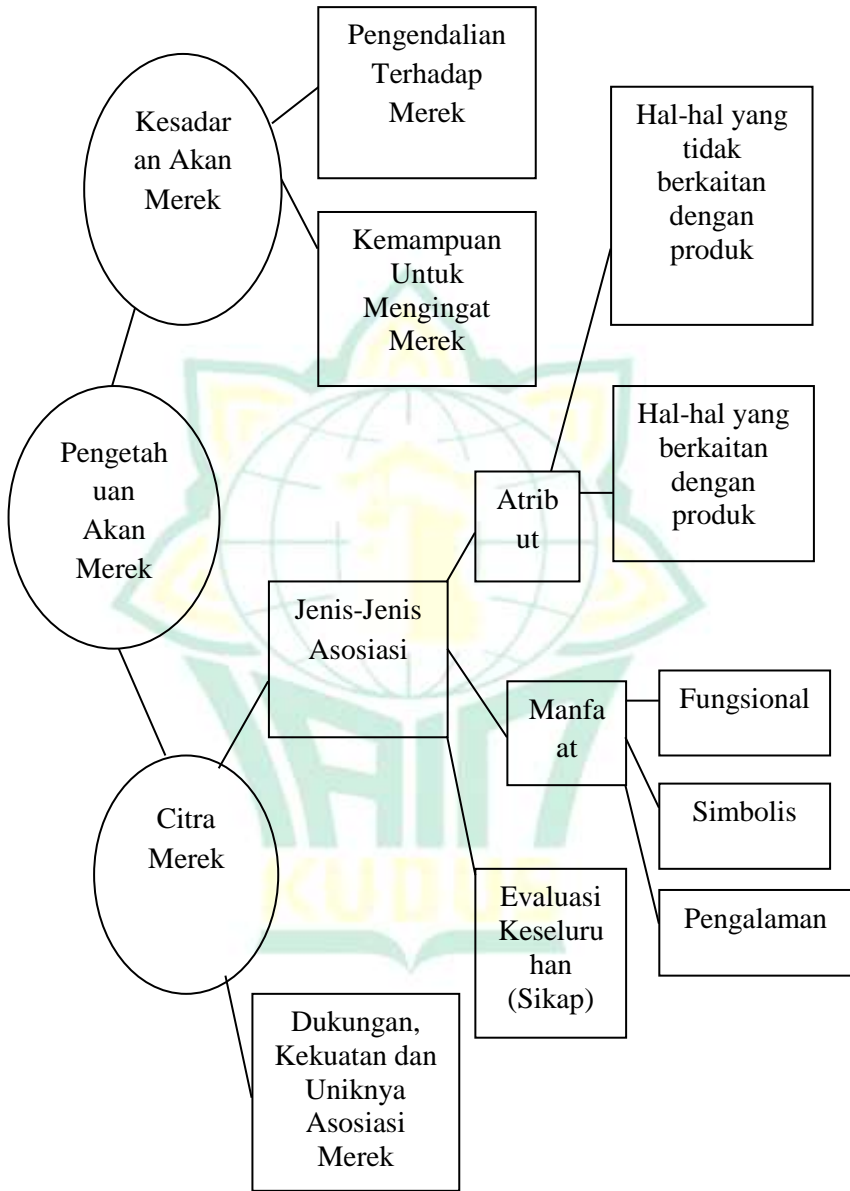 Pengendalian
Terhadap
Merek
Kesadar
an Akan
Merek
Hal-hal yang
tidak
berkaitan
dengan
produk
Kemampuan
Untuk
Mengingat
Merek
Pengetah
uan
Akan
Merek
Hal-hal yang
berkaitan
dengan
produk
Atrib
ut
Jenis-Jenis
Asosiasi
Manfa
at
Fungsional
Simbolis
Pengalaman
Citra
Merek
Evaluasi
Keseluru
han
(Sikap)
Dukungan,
Kekuatan dan
Uniknya
Asosiasi
Merek
IAIN
KUDUS